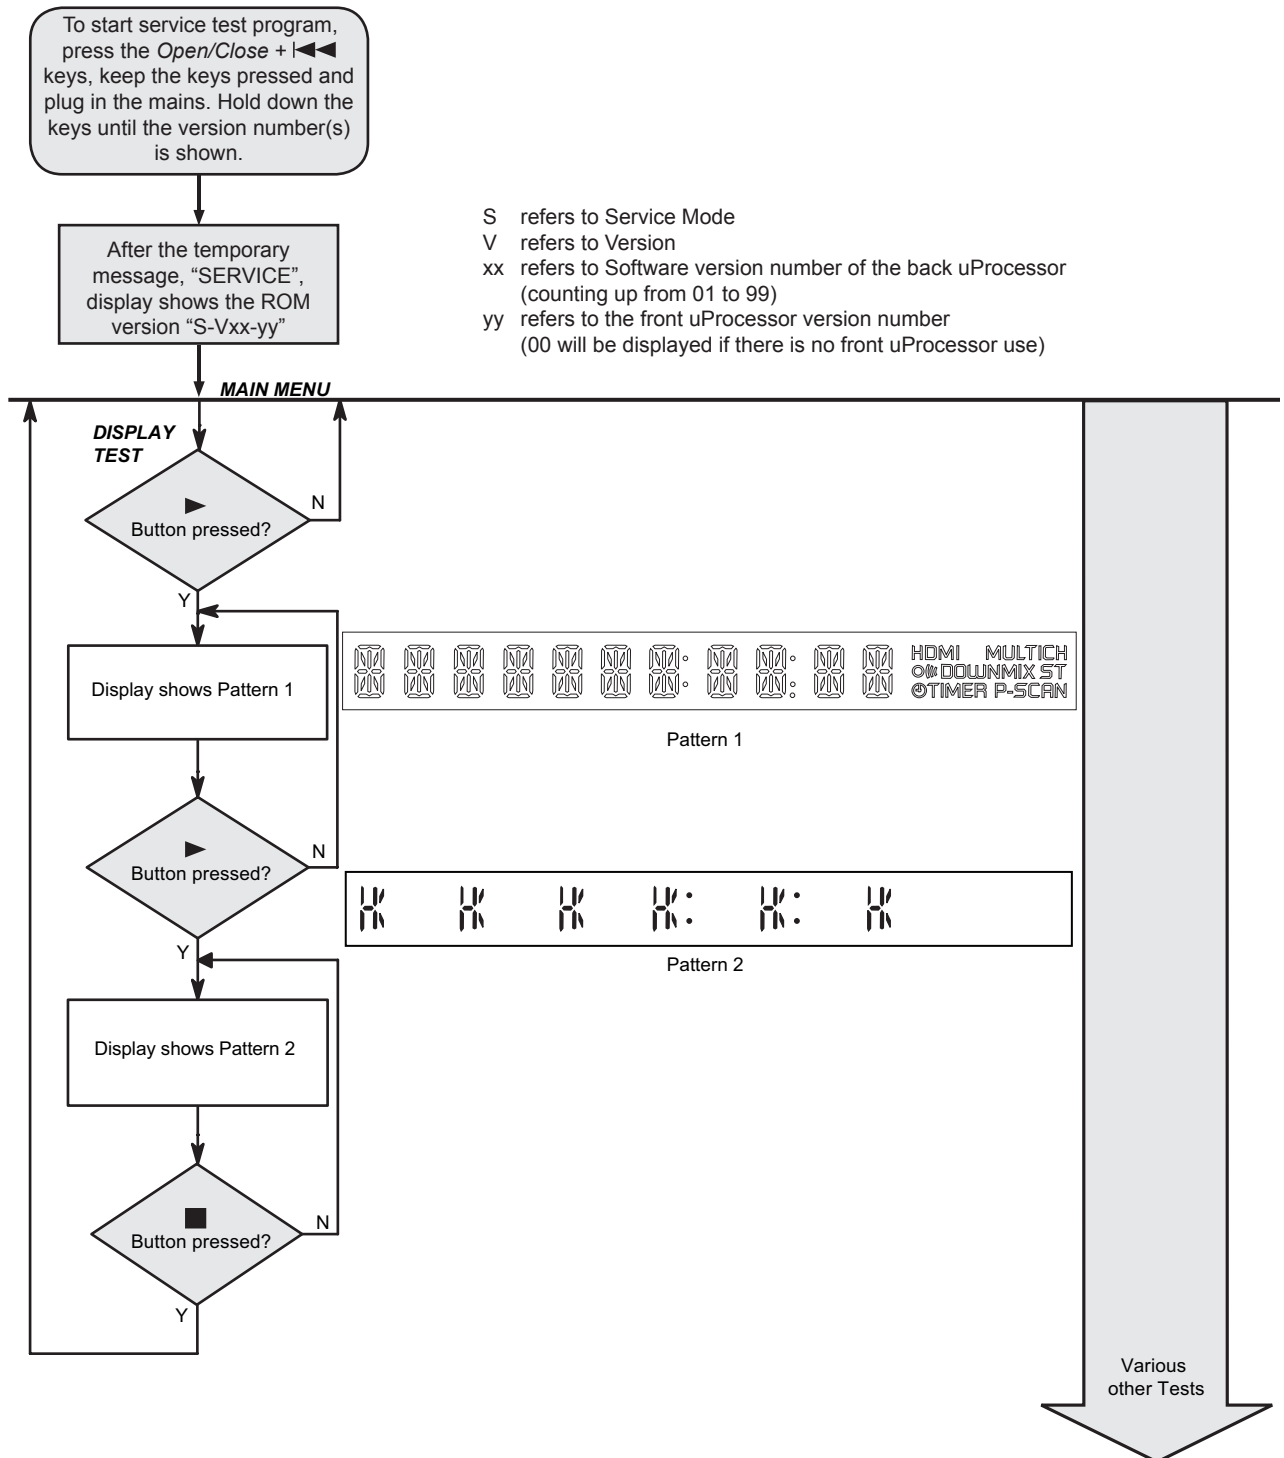 To start service test program,
press the Open/Close + |◀◀
keys, keep the keys pressed and
plug in the mains. Hold down the
keys until the version number(s)
is shown.
After the temporary
message, “SERVICE”,
display shows the ROM
version “S-Vxx-yy”
S refers to Service Mode
V refers to Version
xx refers to Software version number of the back uProcessor
(counting up from 01 to 99)
yy refers to the front uProcessor version number
(00 will be displayed if there is no front uProcessor use)
MAIN MENU
DISPLAY
TEST
▶
Button pressed?
N
Y
Display shows Pattern 1
HDMI MULTICH
DOWNMIX ST
TIMER P-SCAN
Pattern 1
▶
Button pressed?
N
Y
K K K K: K: K
Pattern 2
Display shows Pattern 2
■
Button pressed?
N
Y
Various
other Tests